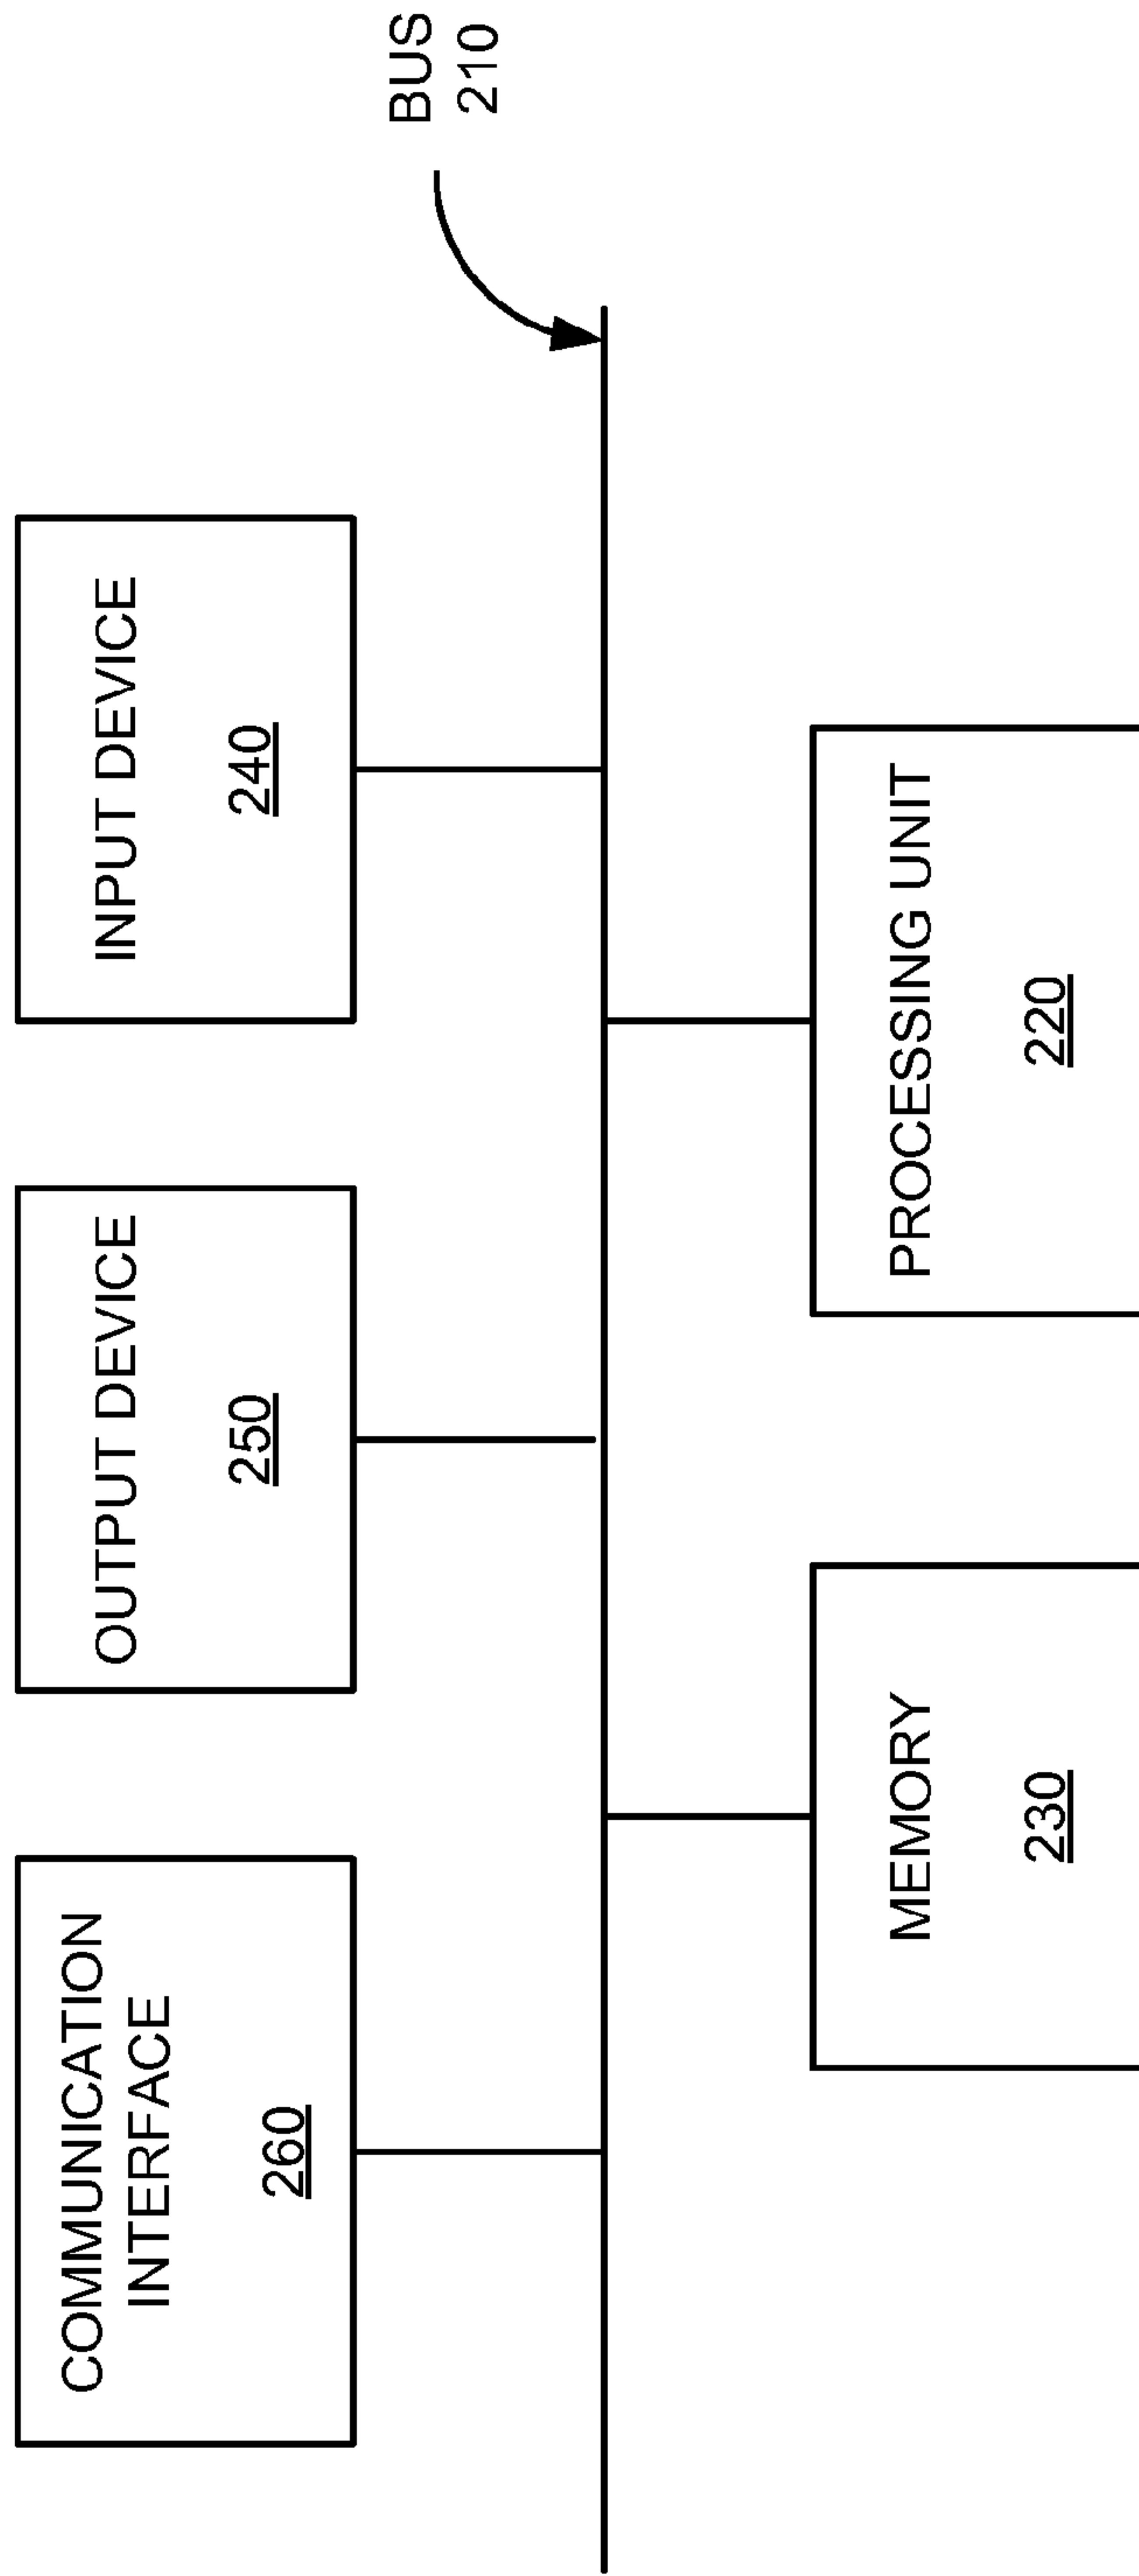 COMMUNICATION
INTERFACE
260
OUTPUT DEVICE
250
INPUT DEVICE
240
BUS
210
MEMORY
230
PROCESSING UNIT
220